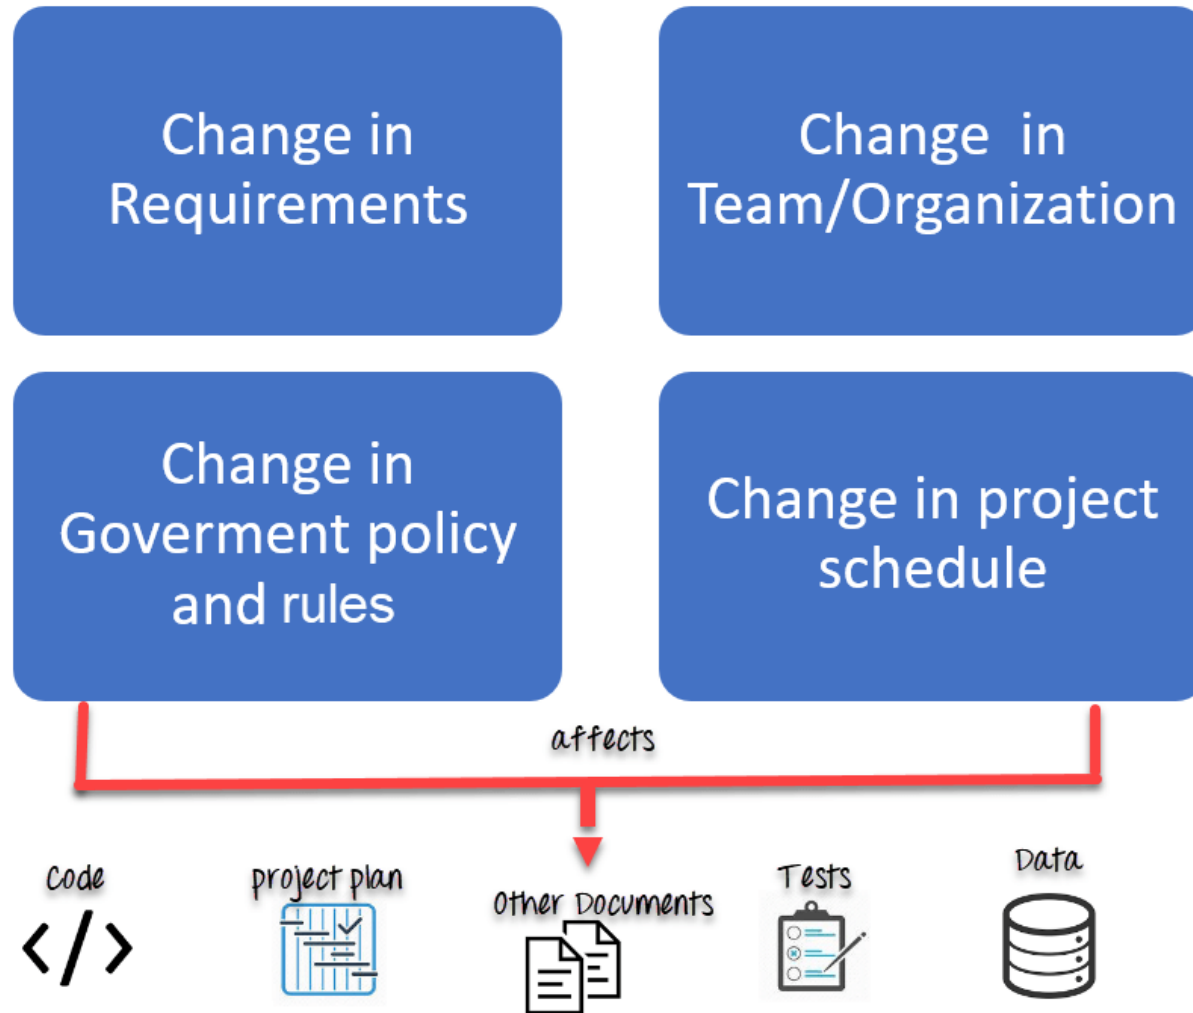 Change in
Requirements
Change  in
Team/Organization
Change in
Goverment policy
and rules
Change in project
schedule
affects
Code
project plan
Other Documents
Tests
Data